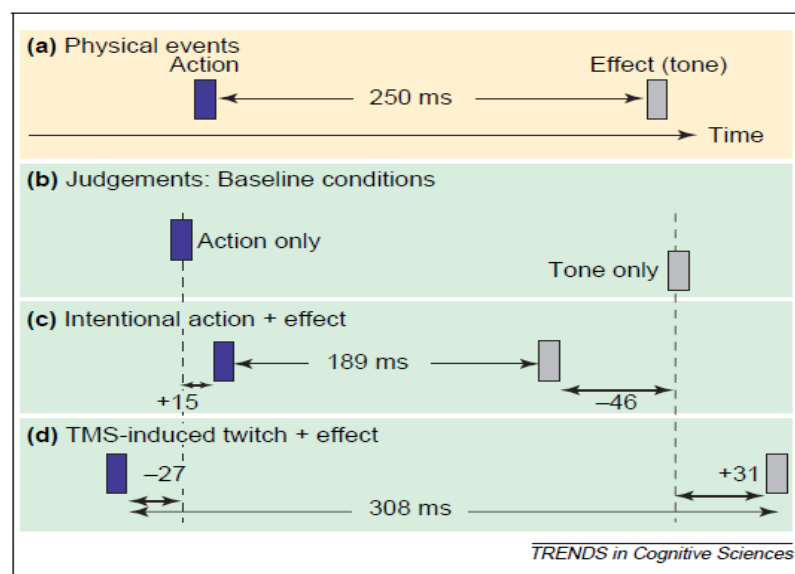 (a) Physical events
Action
Effect (tone)
250 ms
Time
(b) Judgements: Baseline conditions
Action only
Tone only
(c) Intentional action + effect
189 ms
+15
–46
(d) TMS-induced twitch + effect
–27
+31
308 ms
TRENDS in Cognitive Sciences